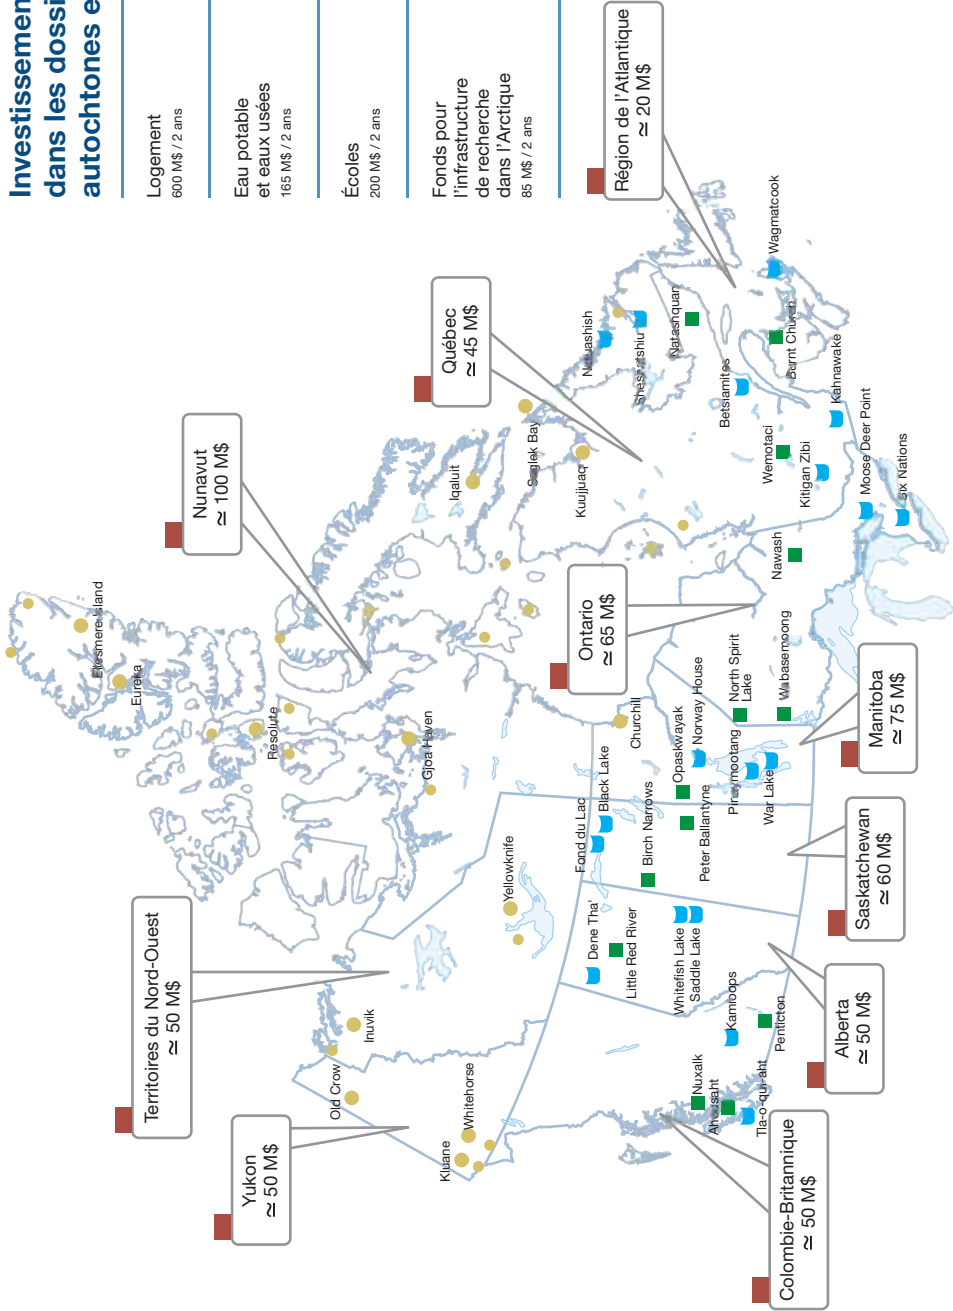 Investissemen
dans les dossi
autochtones e
Logement
600 M$ / 2 ans
Eau potable
et eaux usées
165 M$ / 2 ans
Écoles
200 M$ / 2 ans
Fonds pour
l'infrastructure
de recherche
dans l'Arctique
85 M$ / 2 ans
Région de l'Atlantique
≃ 20 M$
Québec
≃ 45 M$
Nunavut
≃ 100 M$
Ontario
≃ 65 M$
Manitoba
≃ 75 M$
Saskatchewan
≃ 60 M$
Alberta
≃ 50 M$
Colombie-Britannique
≃ 50 M$
Territoires du Nord-Ouest
≃ 50 M$
Yukon
≃ 50 M$
Ellesmere Island
Eureka
Resolute
Gjoa Haven
Iqaluit
Saglek Bay
Kuujjuaq
Churchill
Yellowknife
Inuvik
Old Crow
Whitehorse
Kluane
Natuashish
Sheshatshiu
Natashquan
Wagmatcook
Burnt Church
Betsiamites
Kahnawake
Wemotaci
Kitigan Zibi
Moose Deer Point
Six Nations
Nawash
North Spirit
Lake
Wabasemoong
Norway House
Opaskwayak
Pinaymootang
War Lake
Black Lake
Fond du Lac
Birch Narrows
Peter Ballantyne
Dene Tha'
Little Red River
Whitefish Lake
Saddle Lake
Kamloops
Penticton
Nuxalk
Ahousaht
Tla-o-qui-aht